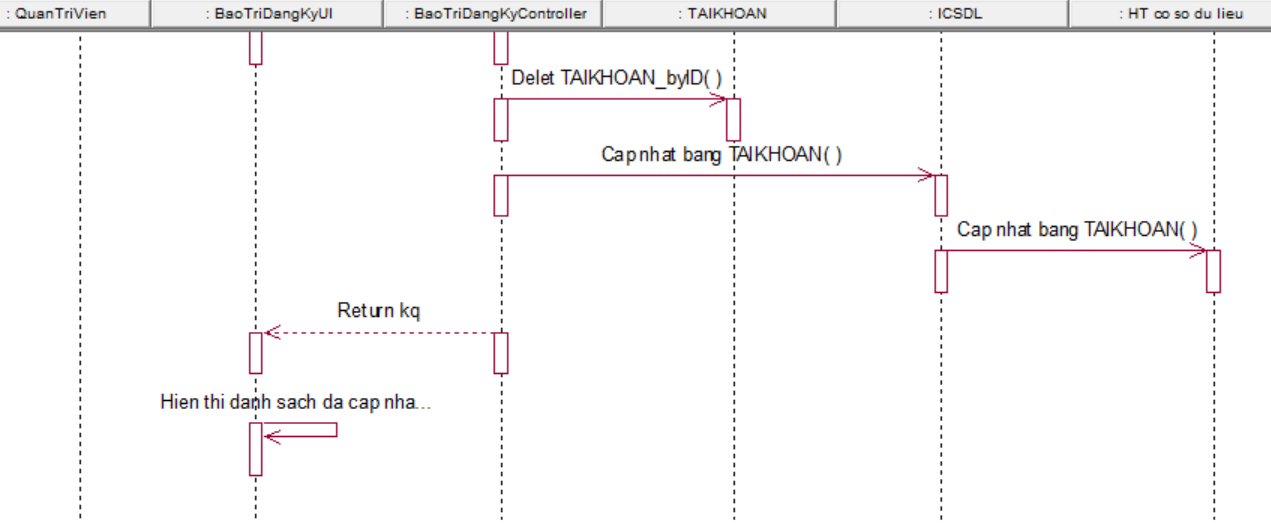 : QuanTriVien
: BaoTriDangKyUI
: BaoTriDangKyController
: TAIKHOAN
: ICSDL
: HT co so du lieu
Delet TAIKHOAN_byID( )
Cap nhat bang TAIKHOAN( )
Cap nhat bang TAIKHOAN( )
Return kq
Hien thi danh sach da cap nha...